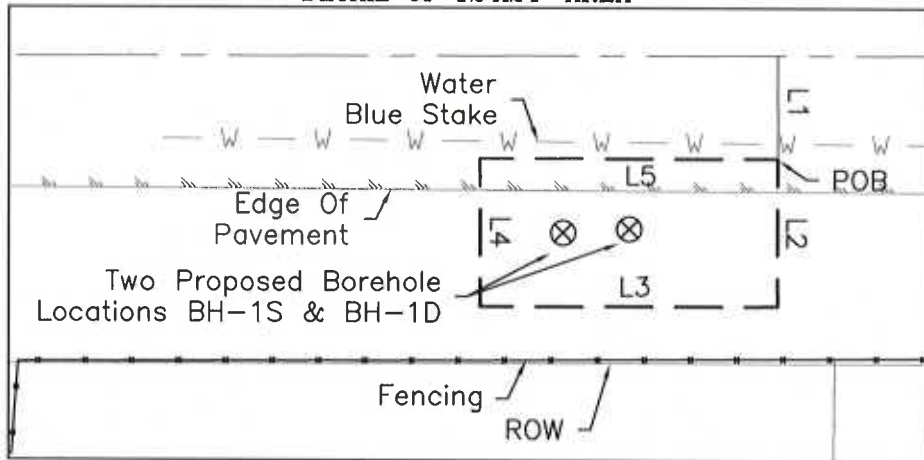 Water
Blue Stake
L1
W W W W W W W W
L5
POB
Edge Of
Pavement
L4
L2
Two Proposed Borehole
Locations BH-1S & BH-1D
L3
Fencing
ROW